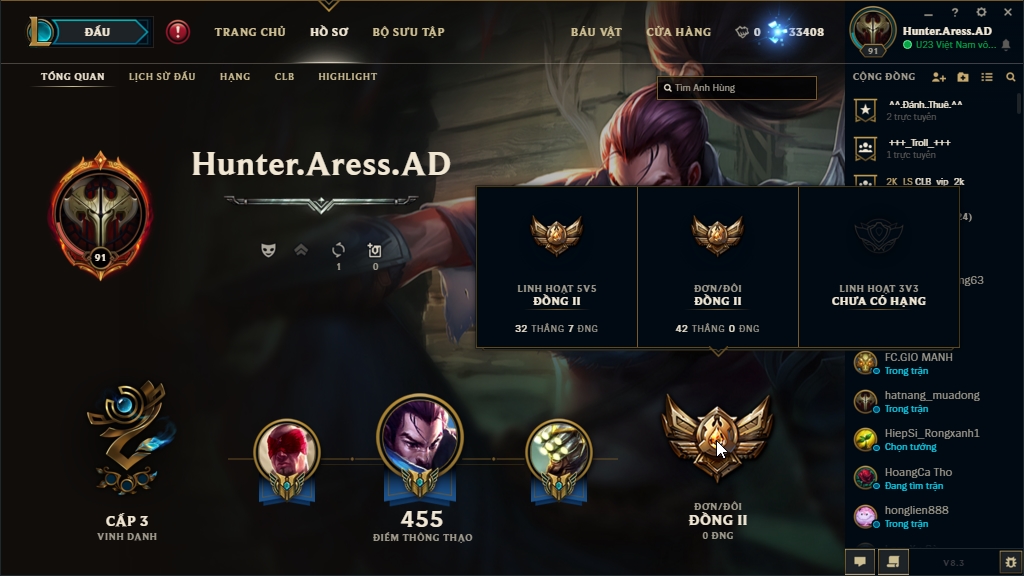 ĐẤU
TRANG CHỦ
HỒ SƠ
BỘ SƯU TẬP
BÁU VẬT
CỬA HÀNG
0
33408
91
Hunter.Aress.AD
U23 Việt Nam vô...
TỔNG QUAN
LỊCH SỬ ĐẤU
HẠNG
CLB
HIGHLIGHT
CỘNG ĐỒNG
Tìm Anh Hùng
^^.Đánh.Thuê.^^
2 trực tuyến
+++_Troll_+++
1 trực tuyến
2K_LS CLB_vip_2k
Hunter.Aress.AD
91
1
0
LINH HOẠT 5V5
ĐỒNG II
32 THẮNG 7 ĐNG
ĐƠN/ĐÔI
ĐỒNG II
42 THẮNG 0 ĐNG
LINH HOẠT 3V3
CHƯA CÓ HẠNG
24)
ng63
FC.GIO MANH
Trong trận
hatnang_muadong
Trong trận
HiepSi_Rongxanh1
Chọn tướng
HoangCa Tho
Đang tìm trận
honglien888
Trong trận
CẤP 3
VINH DANH
455
ĐIỂM THÔNG THẠO
ĐƠN/ĐÔI
ĐỒNG II
0 ĐNG
V8.3